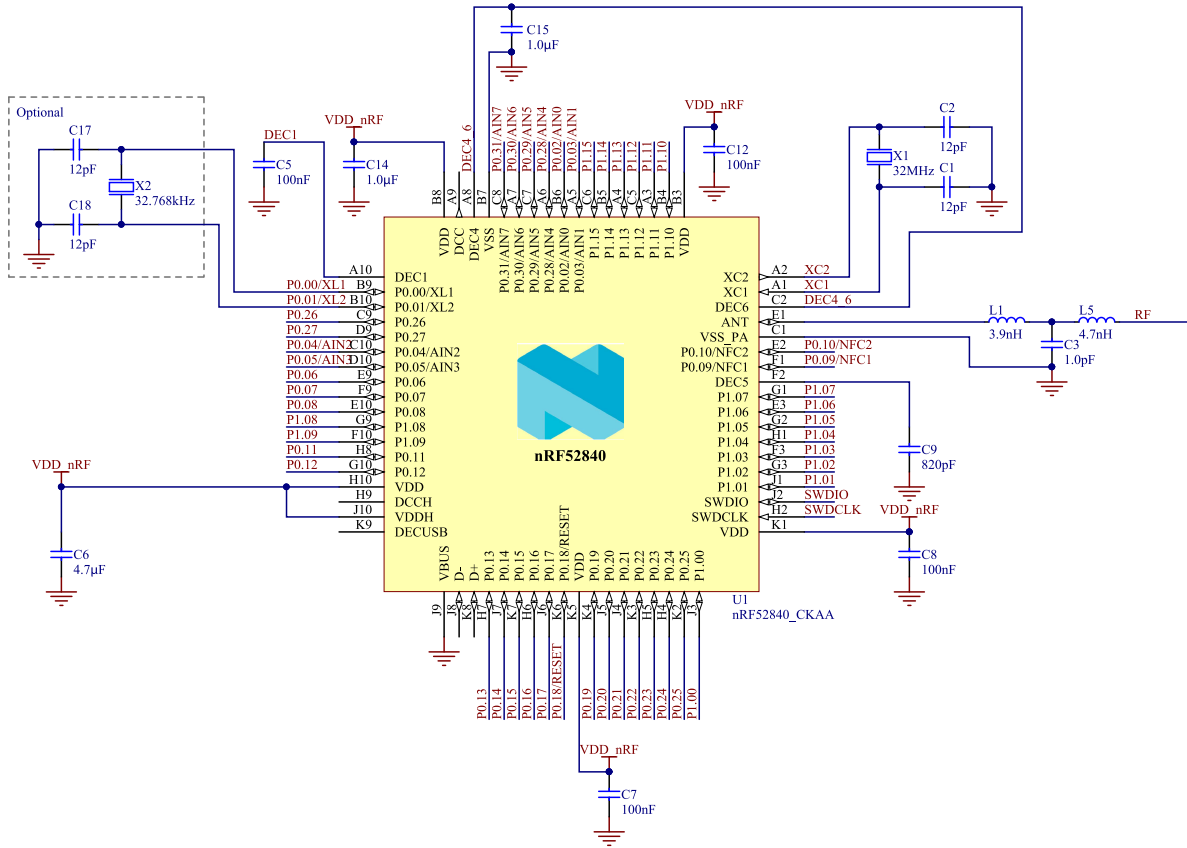 C15
1.0µF
Optional
C17
12pF
X2
32.768kHz
C18
12pF
DEC1
C5
100nF
VDD_nRF
C14
1.0µF
DEC4_6
P0.31/AIN7
P0.30/AIN6
P0.29/AIN5
P0.28/AIN4
P0.02/AIN0
P0.03/AIN1
P1.15
P1.14
P1.13
P1.12
P1.11
P1.10
VDD_nRF
C12
100nF
C2
12pF
X1
32MHz
C1
12pF
B8
A9
A8
B7
C8
A7
C7
A6
B6
A5
C6
B5
A4
C5
A3
B4
B3
VDD
DCC
DEC4
VSS
P0.31/AIN7
P0.30/AIN6
P0.29/AIN5
P0.28/AIN4
P0.02/AIN0
P0.03/AIN1
P1.15
P1.14
P1.13
P1.12
P1.11
P1.10
VDD
A10 DEC1
P0.00/XL1 B9 P0.00/XL1
P0.01/XL2 B10 P0.01/XL2
P0.26 C9 P0.26
P0.27 D9 P0.27
P0.04/AIN2 C10 P0.04/AIN2
P0.05/AIN3 D10 P0.05/AIN3
P0.06 E9 P0.06
P0.07 F9 P0.07
P0.08 E10 P0.08
P1.08 G9 P1.08
P1.09 F10 P1.09
P0.11 H8 P0.11
P0.12 G10 P0.12
H10 VDD
H9 DCCH
J10 VDDH
K9 DECUSB
XC2 A2 XC2
XC1 A1 XC1
DEC6 C2 DEC4_6
ANT E1
VSS_PA C1
P0.10/NFC2 E2 P0.10/NFC2
P0.09/NFC1 F1 P0.09/NFC1
DEC5 F2
P1.07 G1 P1.07
P1.06 E3 P1.06
P1.05 G2 P1.05
P1.04 H1 P1.04
P1.03 F3 P1.03
P1.02 G3 P1.02
P1.01 J1 P1.01
SWDIO J2 SWDIO
SWDCLK H2 SWDCLK
VDD K1
L1
3.9nH
L5
4.7nH
RF
C3
1.0pF
C9
820pF
VDD_nRF
C8
100nF
nRF52840
VDD_nRF
C6
4.7µF
VBUS
D-
D+
P0.13
P0.14
P0.15
P0.16
P0.17
P0.18/RESET
VDD
P0.19
P0.20
P0.21
P0.22
P0.23
P0.24
P0.25
P1.00
U1
nRF52840_CKAA
J9
J8
K8
H7
J7
K7
H6
J6
K6
K5
K4
J5
J4
K3
H5
H4
K2
J3
P0.13
P0.14
P0.15
P0.16
P0.17
P0.18/RESET
P0.19
P0.20
P0.21
P0.22
P0.23
P0.24
P0.25
P1.00
VDD_nRF
C7
100nF